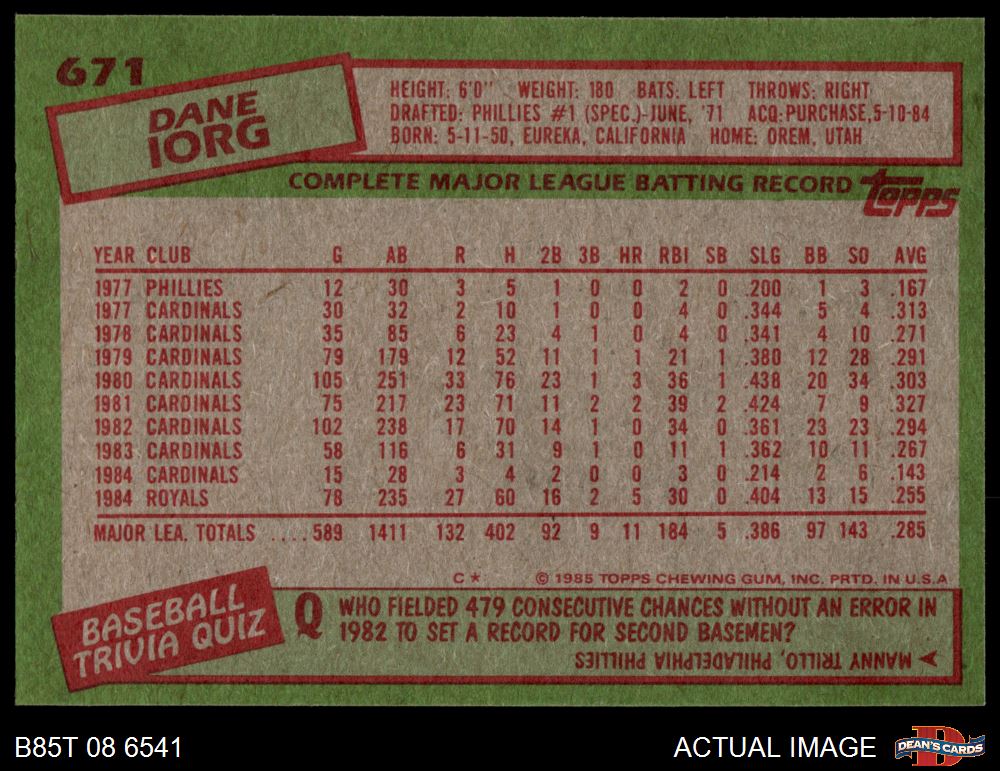 671
DANE
IORG
HEIGHT: 6'0" WEIGHT: 180 BATS: LEFT THROWS: RIGHT
DRAFTED: PHILLIES #1 (SPEC.)-JUNE, '71 ACQ:PURCHASE,5-10-84
BORN: 5-11-50, EUREKA, CALIFORNIA HOME: OREM, UTAH
COMPLETE MAJOR LEAGUE BATTING RECORD topps
YEAR CLUB G AB R H 2B 3B HR RBI SB SLG BB SO AVG
1977 PHILLIES 12 30 3 5 1 0 0 2 0 .200 1 3 .167
1977 CARDINALS 30 32 2 10 1 0 0 4 0 .344 5 4 .313
1978 CARDINALS 35 85 6 23 4 1 0 4 0 .341 4 10 .271
1979 CARDINALS 79 179 12 52 11 1 1 21 1 .380 12 28 .291
1980 CARDINALS 105 251 33 76 23 1 3 36 1 .438 20 34 .303
1981 CARDINALS 75 217 23 71 11 2 2 39 2 .424 7 9 .327
1982 CARDINALS 102 238 17 70 14 1 0 34 0 .361 23 23 .294
1983 CARDINALS 58 116 6 31 9 1 0 11 1 .362 10 11 .267
1984 CARDINALS 15 28 3 4 2 0 0 3 0 .214 2 6 .143
1984 ROYALS 78 235 27 60 16 2 5 30 0 .404 13 15 .255
MAJOR LEA. TOTALS ....589 1411 132 402 92 9 11 184 5 .386 97 143 .285
C* © 1985 TOPPS CHEWING GUM, INC. PRTD. IN U.S.A
BASEBALL
TRIVIA QUIZ
Q WHO FIELDED 479 CONSECUTIVE CHANCES WITHOUT AN ERROR IN
1982 TO SET A RECORD FOR SECOND BASEMEN?
MANNY TRILLO, PHILADELPHIA PHILLIES
B85T 08 6541
ACTUAL IMAGE
DEAN'S CARDS